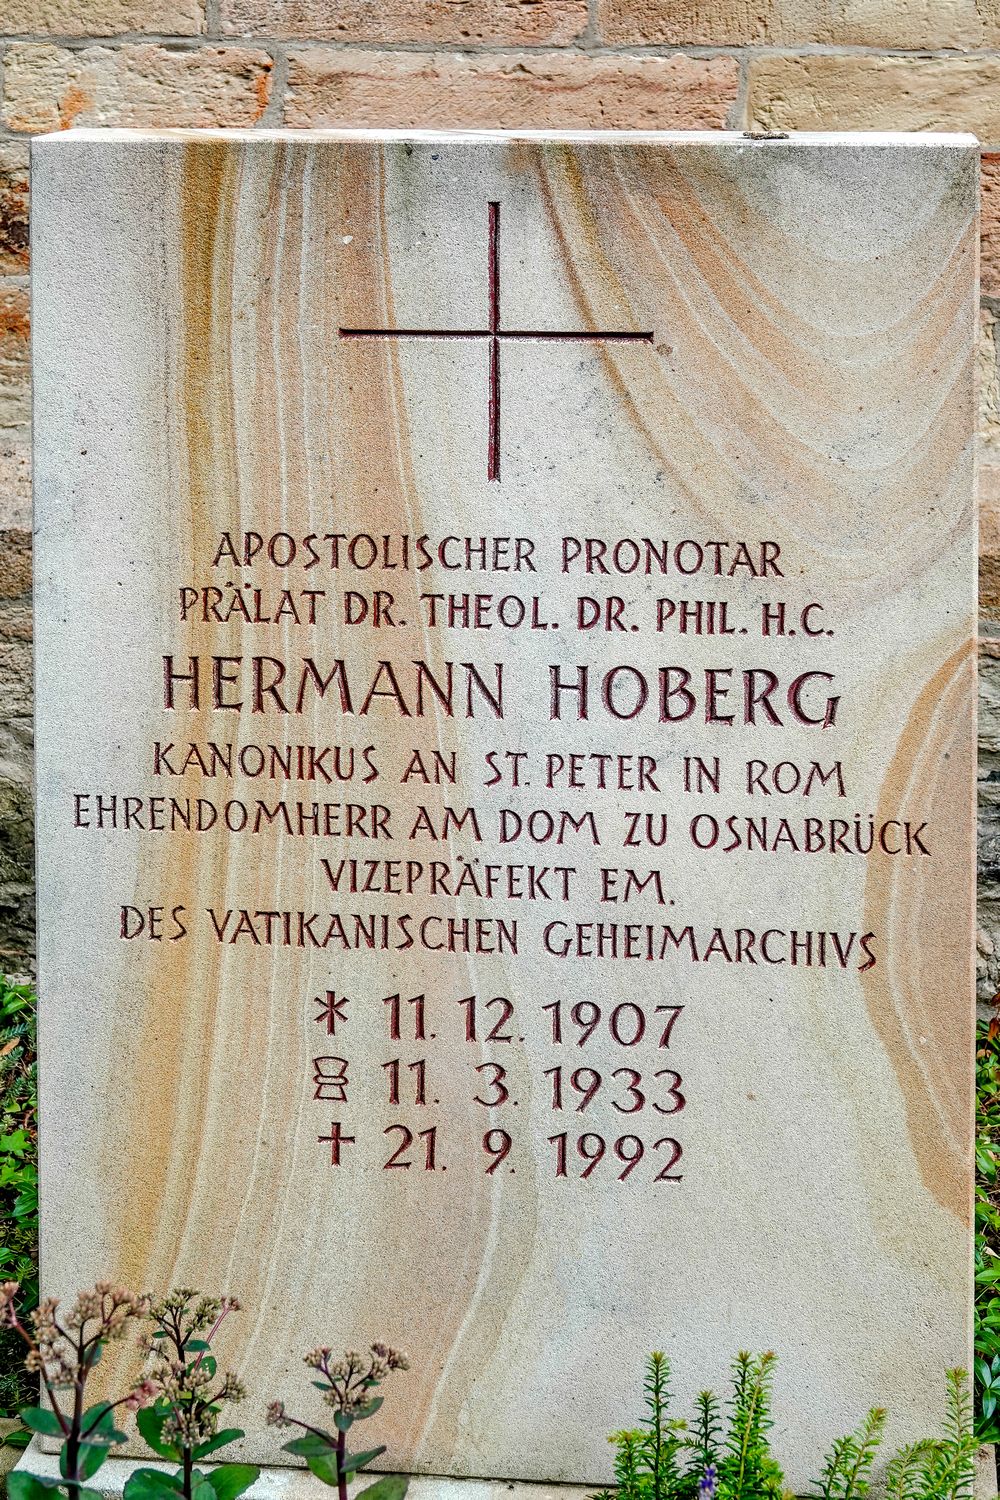 APOSTOLISCHER PRONOTAR
PRÄLAT DR. THEOL. DR. PHIL. H.C.
HERMANN HOBERG
KANONIKUS AN ST. PETER IN ROM
EHRENDOMHERR AM DOM ZU OSNABRÜCK
VIZEPRÄFEKT EM.
DES VATIKANISCHEN GEHEIMARCHIVS
* 11. 12. 1907
11. 3. 1933
† 21. 9. 1992